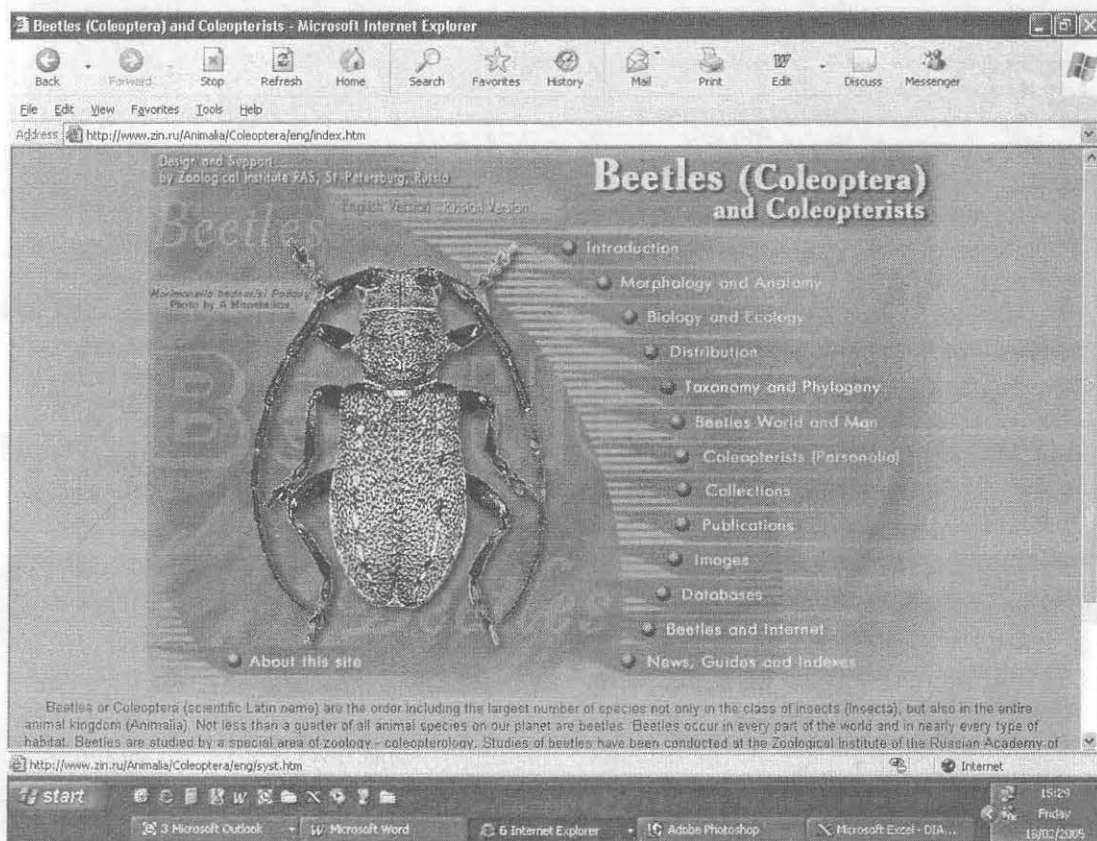 Beetles (Coleoptera) and Coleopterists - Microsoft Internet Explorer
Back Forward Stop Refresh Home Search Favorites History Mail Print Edit Discuss Messenger
File Edit View Favorites Tools Help
Address http://www.zin.ru/Animalia/Coleoptera/eng/index.htm
Design and Support
by Zoological Institute RAS, St-Petersburg, Russia
English Version Russian Version
Beetles
Beetles (Coleoptera)
and Coleopterists
Photo by A
Introduction
Morphology and Anatomy
Biology and Ecology
Distribution
Taxonomy and Phylogeny
Beetles World and Man
Coleopterists (Personalia)
Collections
Publications
Images
Databases
Beetles and Internet
News, Guides and Indexes
About this site
Beetles or Coleoptera (scientific Latin name) are the order including the largest number of species not only in the class of insects (Insecta), but also in the entire
animal kingdom (Animalia). Not less than a quarter of all animal species on our planet are beetles. Beetles occur in every part of the world and in nearly every type of
habitat. Beetles are studied by a special area of zoology - coleopterology. Studies of beetles have been conducted at the Zoological Institute of the Russian Academy of
http://www.zin.ru/Animalia/Coleoptera/eng/syst.htm Internet
start 15:29
3 Microsoft Outlook Microsoft Word 6 Internet Explorer Adobe Photoshop Microsoft Excel - DIA... Friday
18/02/2005